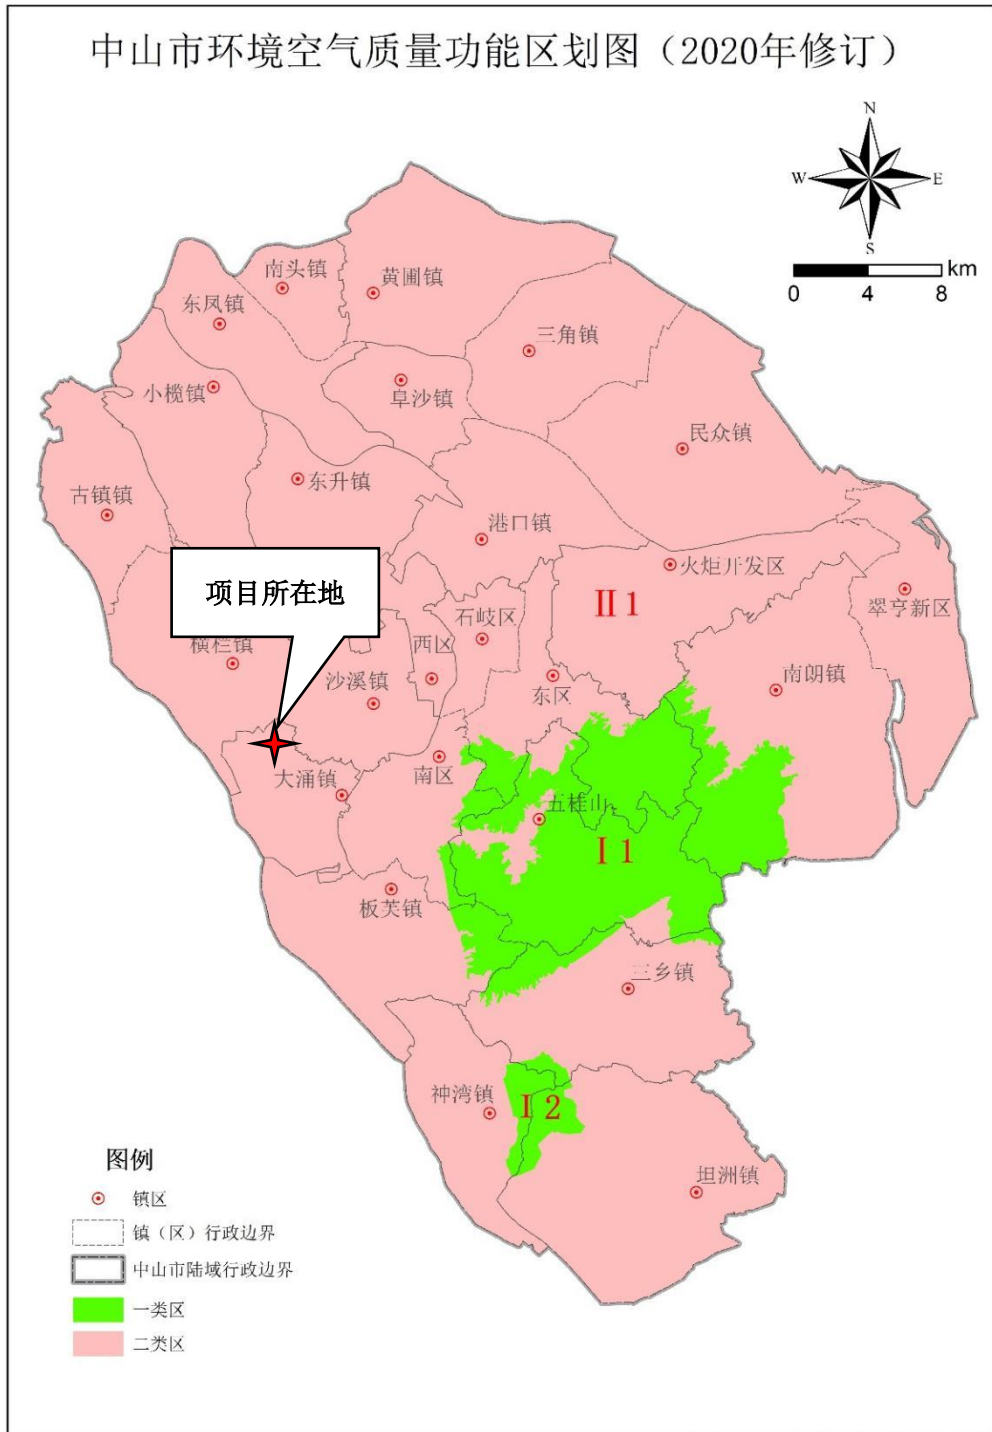 中山市环境空气质量功能区划图（2020年修订）
N
W
E
S
km
0 4 8
南头镇
黄圃镇
东凤镇
三角镇
小榄镇
阜沙镇
民众镇
东升镇
古镇镇
港口镇
火炬开发区
项目所在地
翠亨新区
Ⅱ1
石岐区
横栏镇
西区
沙溪镇
东区
南朗镇
南区
大涌镇
五桂山
Ⅰ1
板芙镇
三乡镇
神湾镇
Ⅰ2
坦洲镇
图例
镇区
镇（区）行政边界
中山市陆域行政边界
一类区
二类区